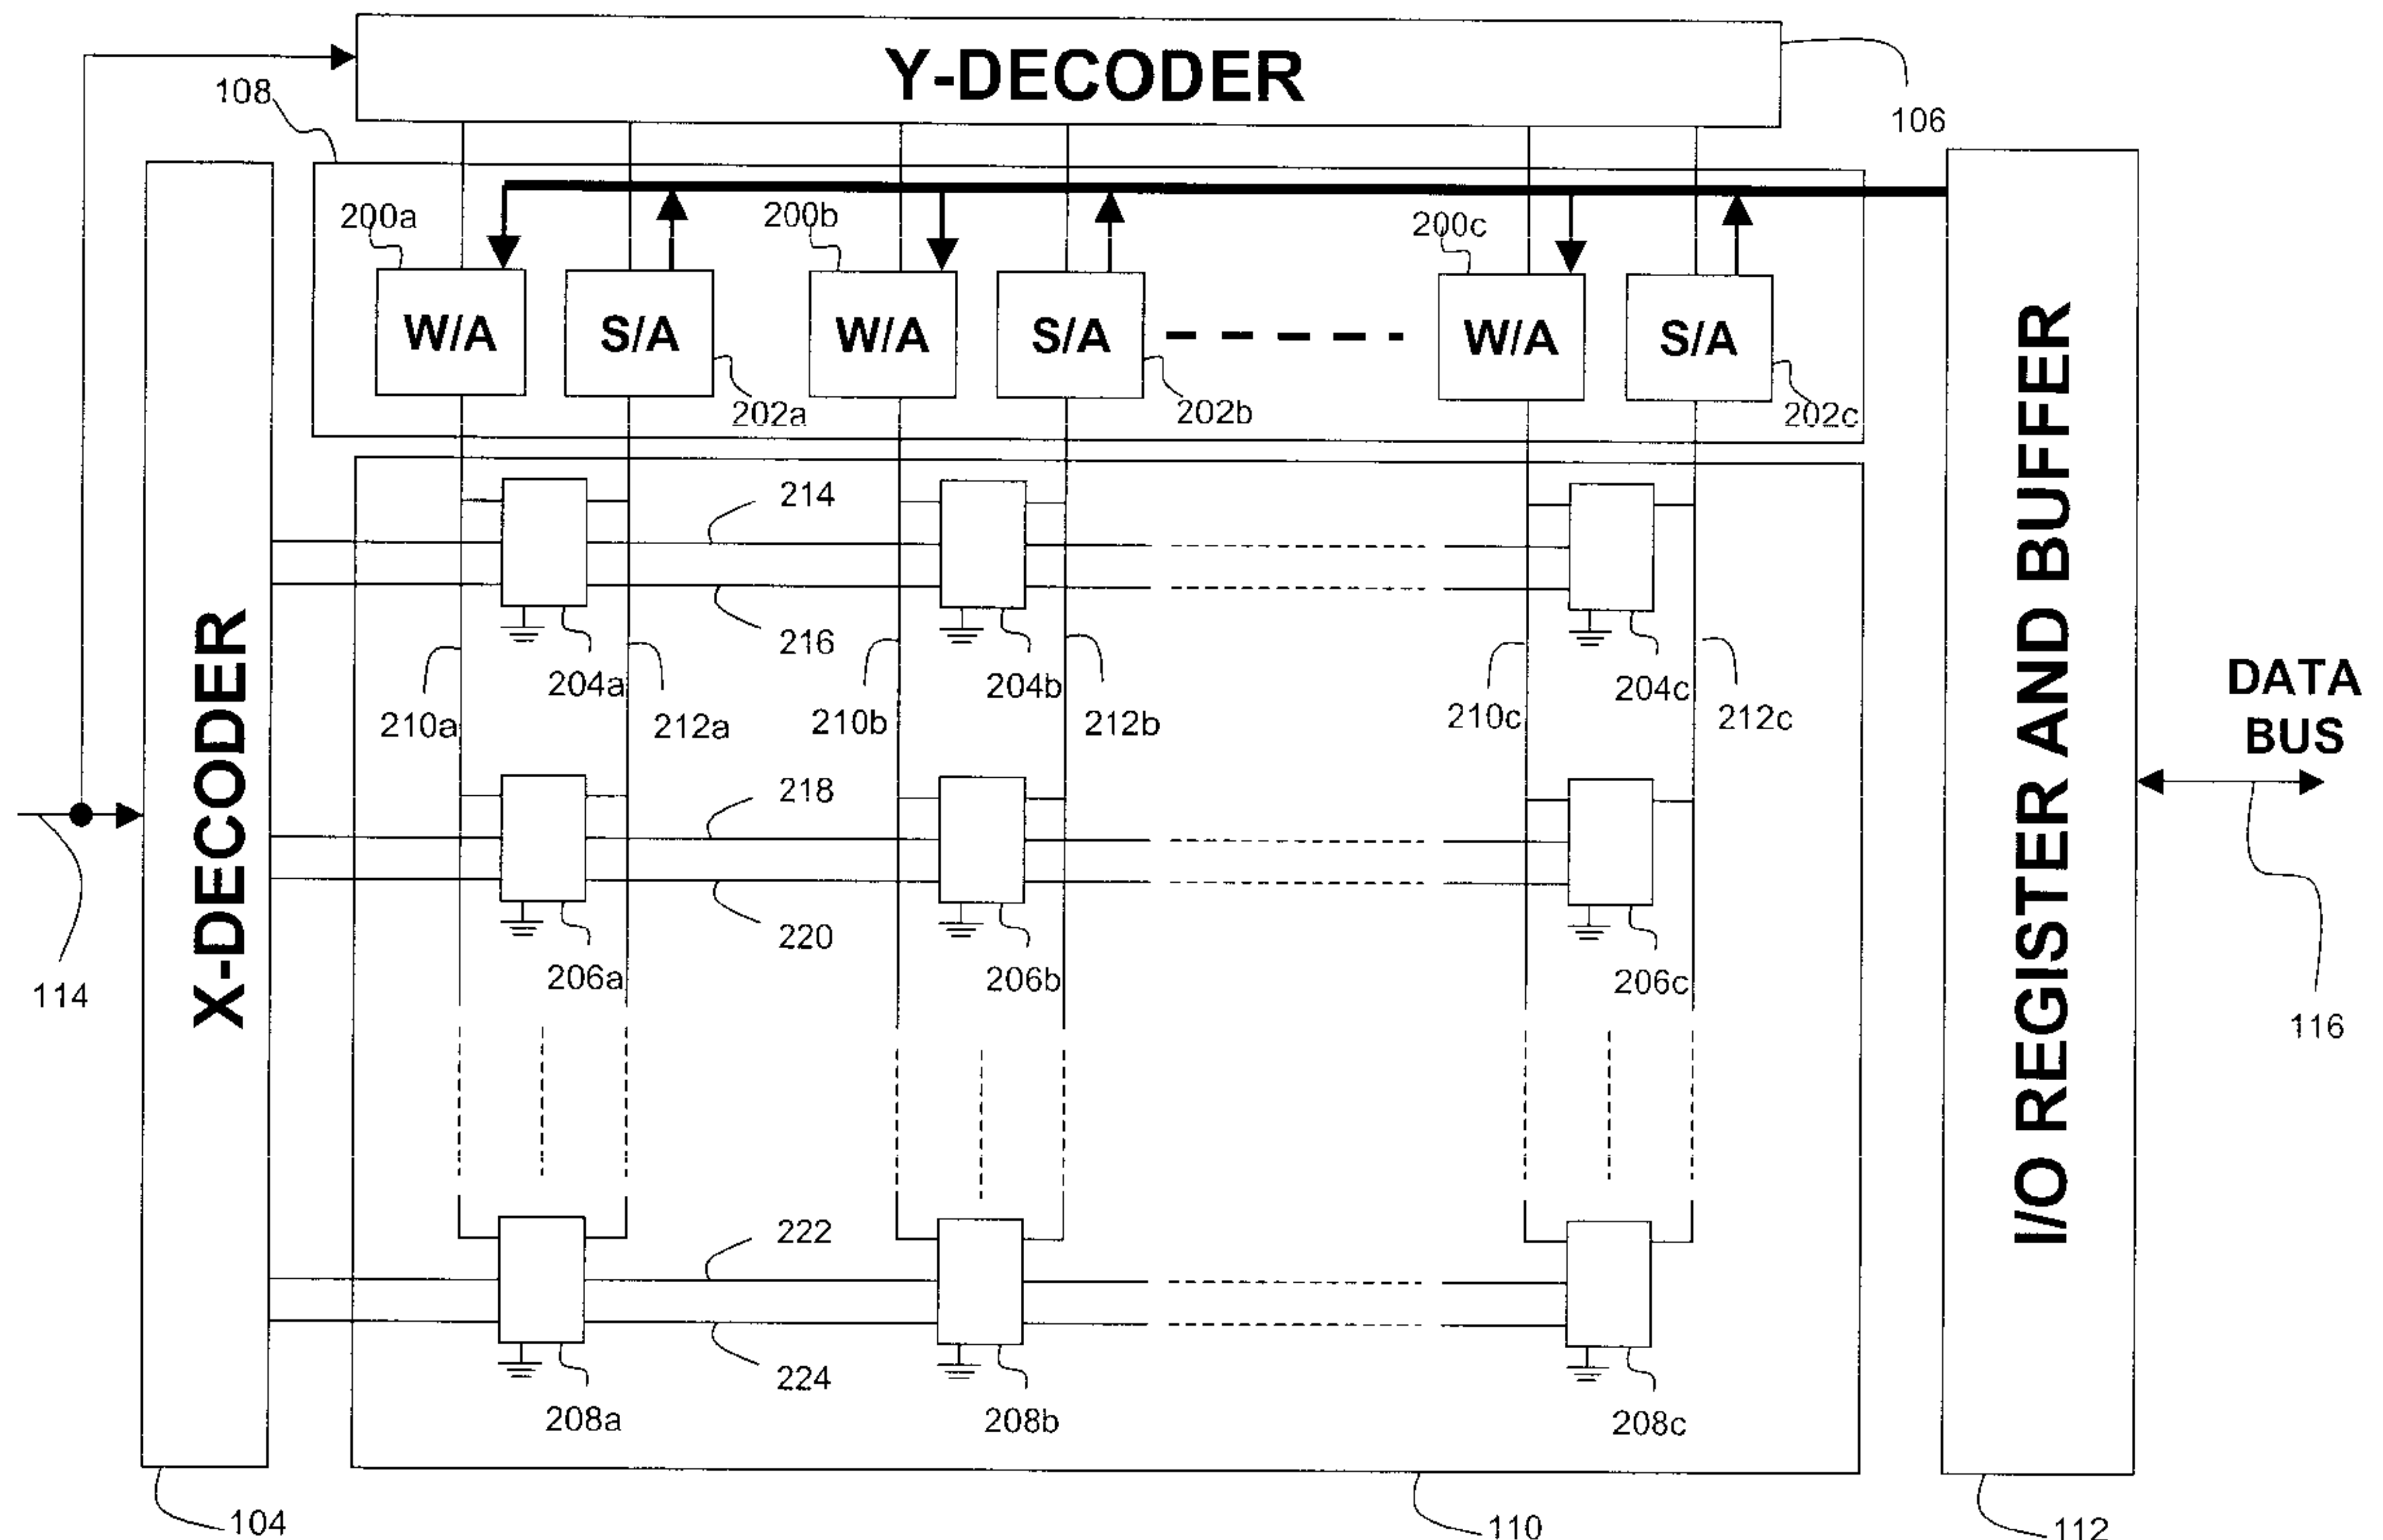 Y-DECODER
108
106
200a
200b
200c
W/A
S/A
W/A
S/A
W/A
S/A
202a
202b
202c
214
216
204a
204b
204c
210a
212a
210b
212b
210c
212c
X-DECODER
I/O REGISTER AND BUFFER
DATA
BUS
218
220
206a
206b
206c
114
116
222
224
208a
208b
208c
104
110
112